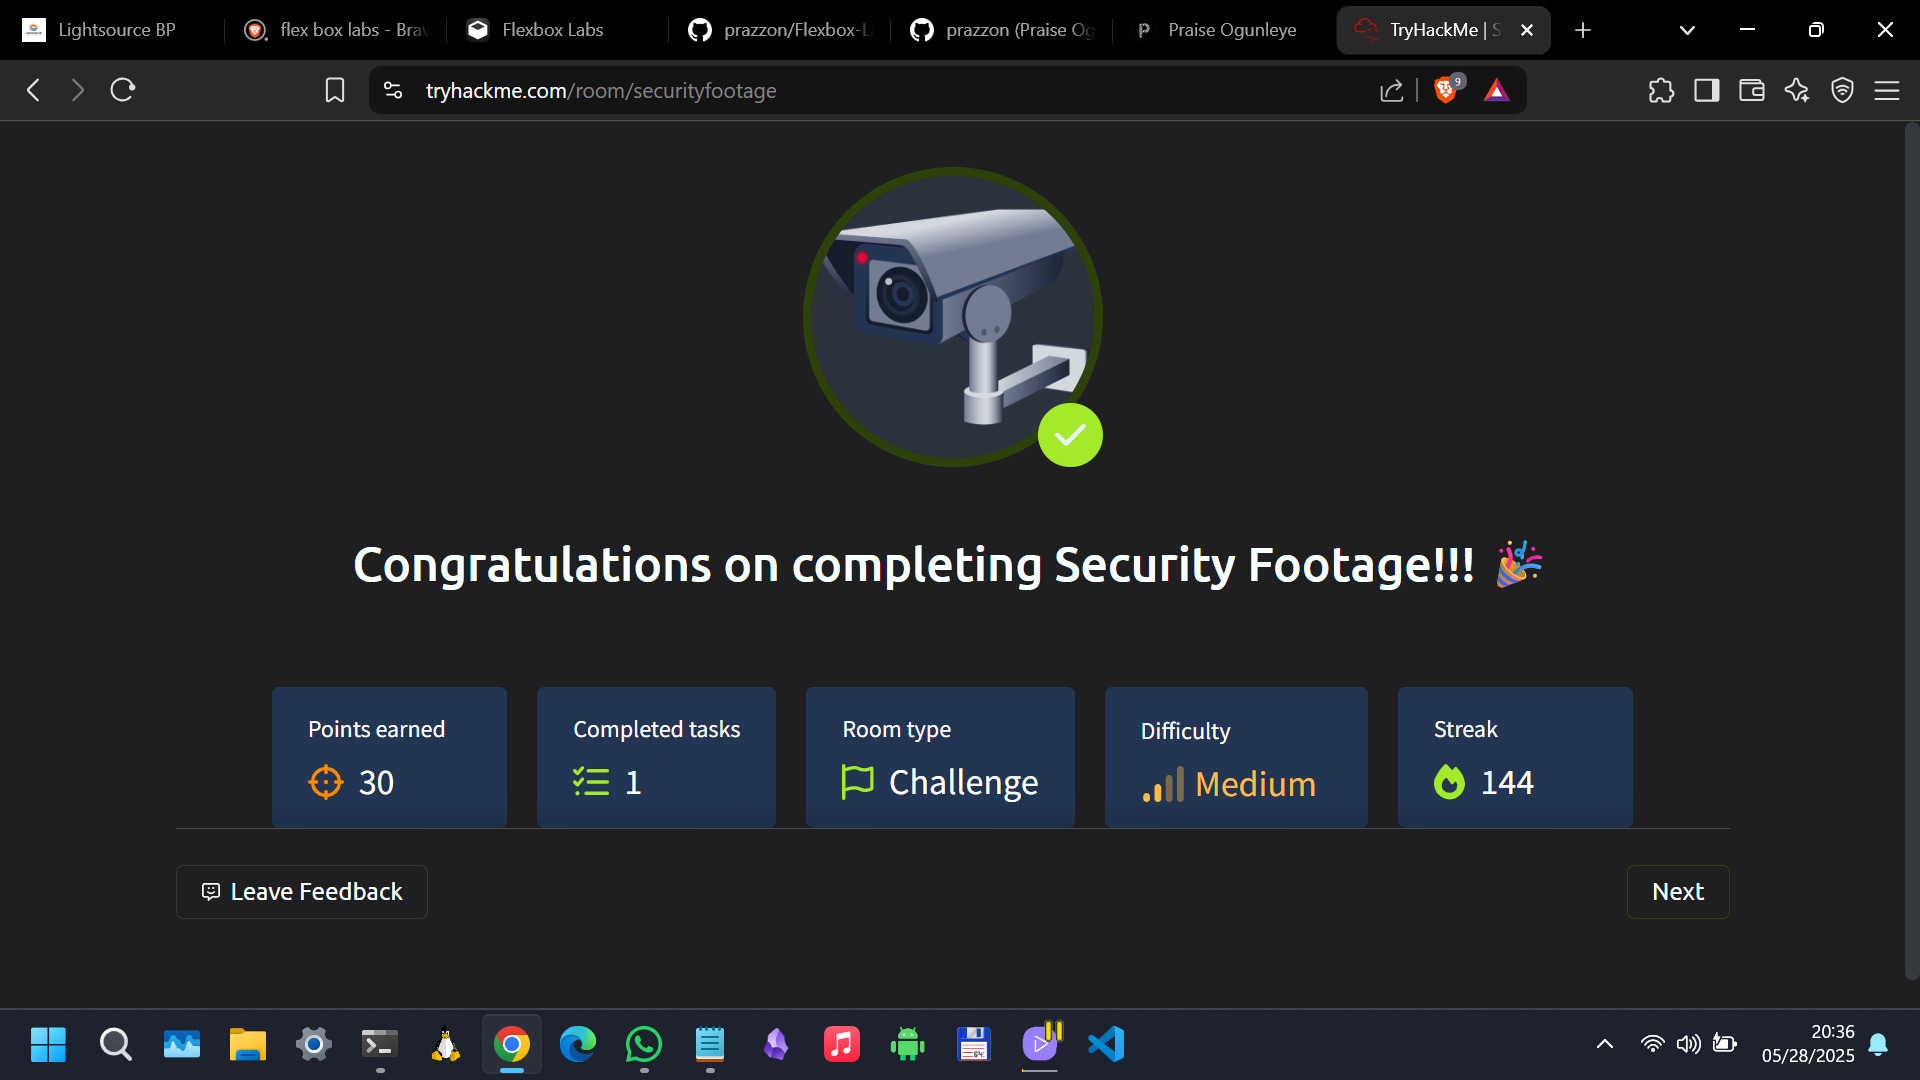 Lightsource BP
flex box labs - Brav
Flexbox Labs
prazzon/Flexbox-La
prazzon (Praise Og
Praise Ogunleye
TryHackMe | S
tryhackme.com/room/securityfootage
9
Congratulations on completing Security Footage!!! 🎉
Points earned
30
Completed tasks
1
Room type
Challenge
Difficulty
Medium
Streak
144
Leave Feedback
Next
64
20:36
05/28/2025